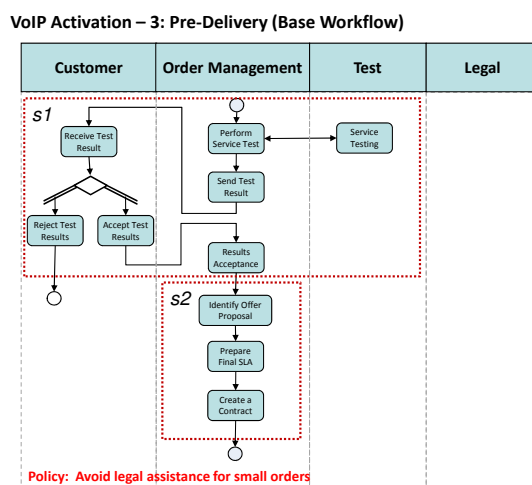 VoIP Activation – 3: Pre-Delivery (Base Workflow)
Customer
Order Management
Test
Legal
s1
Receive Test
Result
Perform
Service Test
Service
Testing
Send Test
Result
Reject Test
Results
Accept Test
Results
Results
Acceptance
s2
Identify Offer
Proposal
Prepare
Final SLA
Create a
Contract
Policy: Avoid legal assistance for small orders